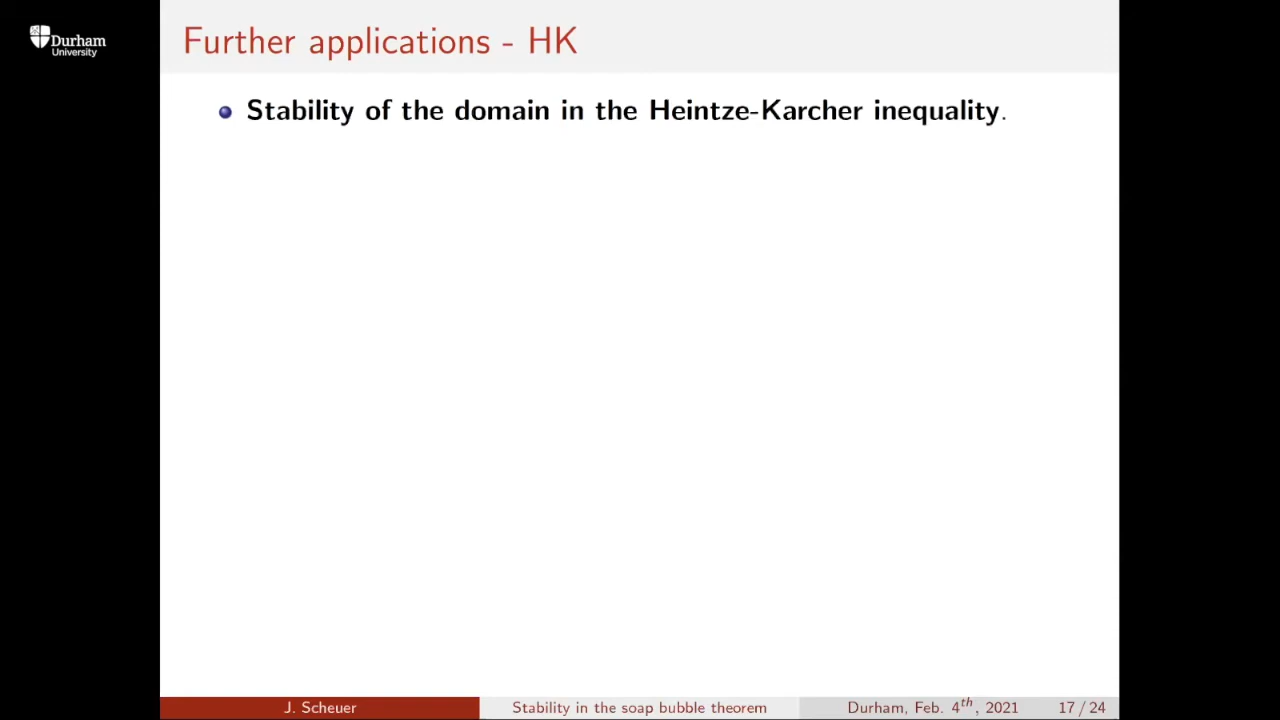 Durham
University
Further applications - HK
Stability of the domain in the Heintze-Karcher inequality.
J. Scheuer
Stability in the soap bubble theorem
Durham, Feb. 4th, 2021
17 / 24